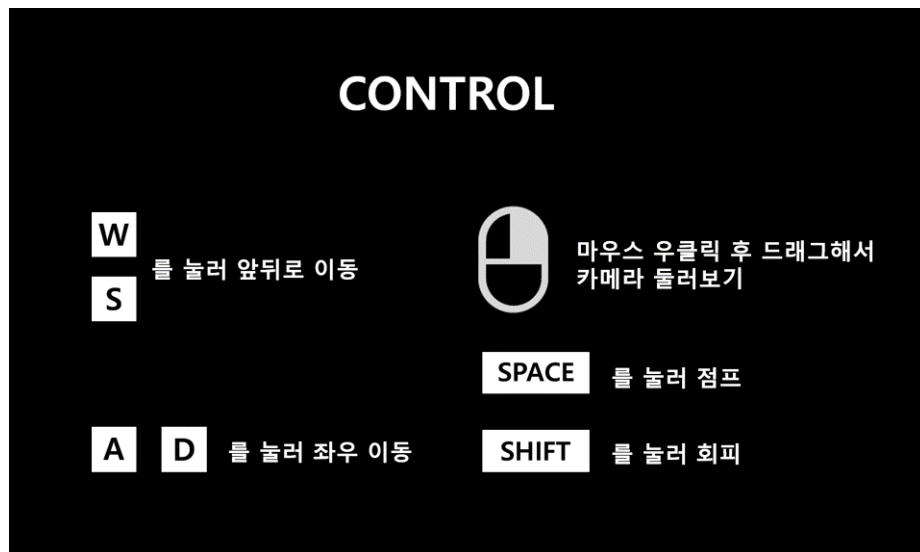 CONTROL
W
S
를 눌러 앞뒤로 이동
마우스 우클릭 후 드래그해서
카메라 둘러보기
SPACE 를 눌러 점프
A D 를 눌러 좌우 이동
SHIFT 를 눌러 회피